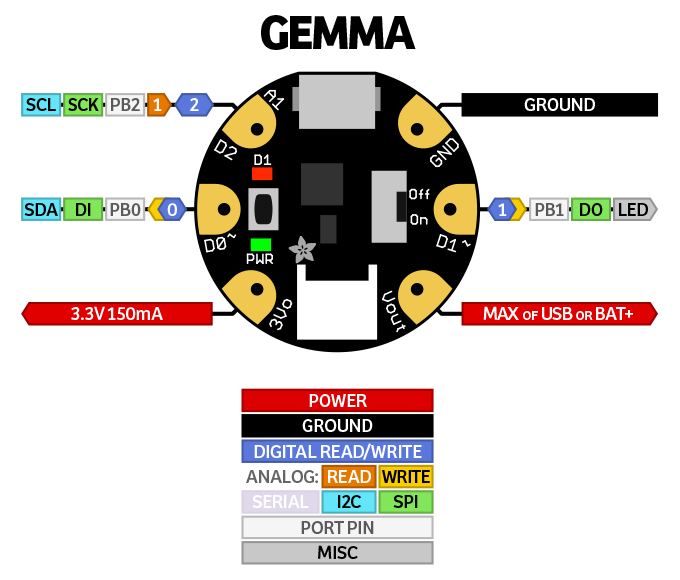 GEMMA
SCL SCK PB2 1 2
A1
D2
GROUND
GND
D1
SDA DI PB0 0
D0~
Off
On
D1~
1 PB1 DO LED
PWR
3.3V 150mA
3Vo
Vout
MAX OF USB OR BAT+
POWER
GROUND
DIGITAL READ/WRITE
ANALOG: READ WRITE
SERIAL I2C SPI
PORT PIN
MISC